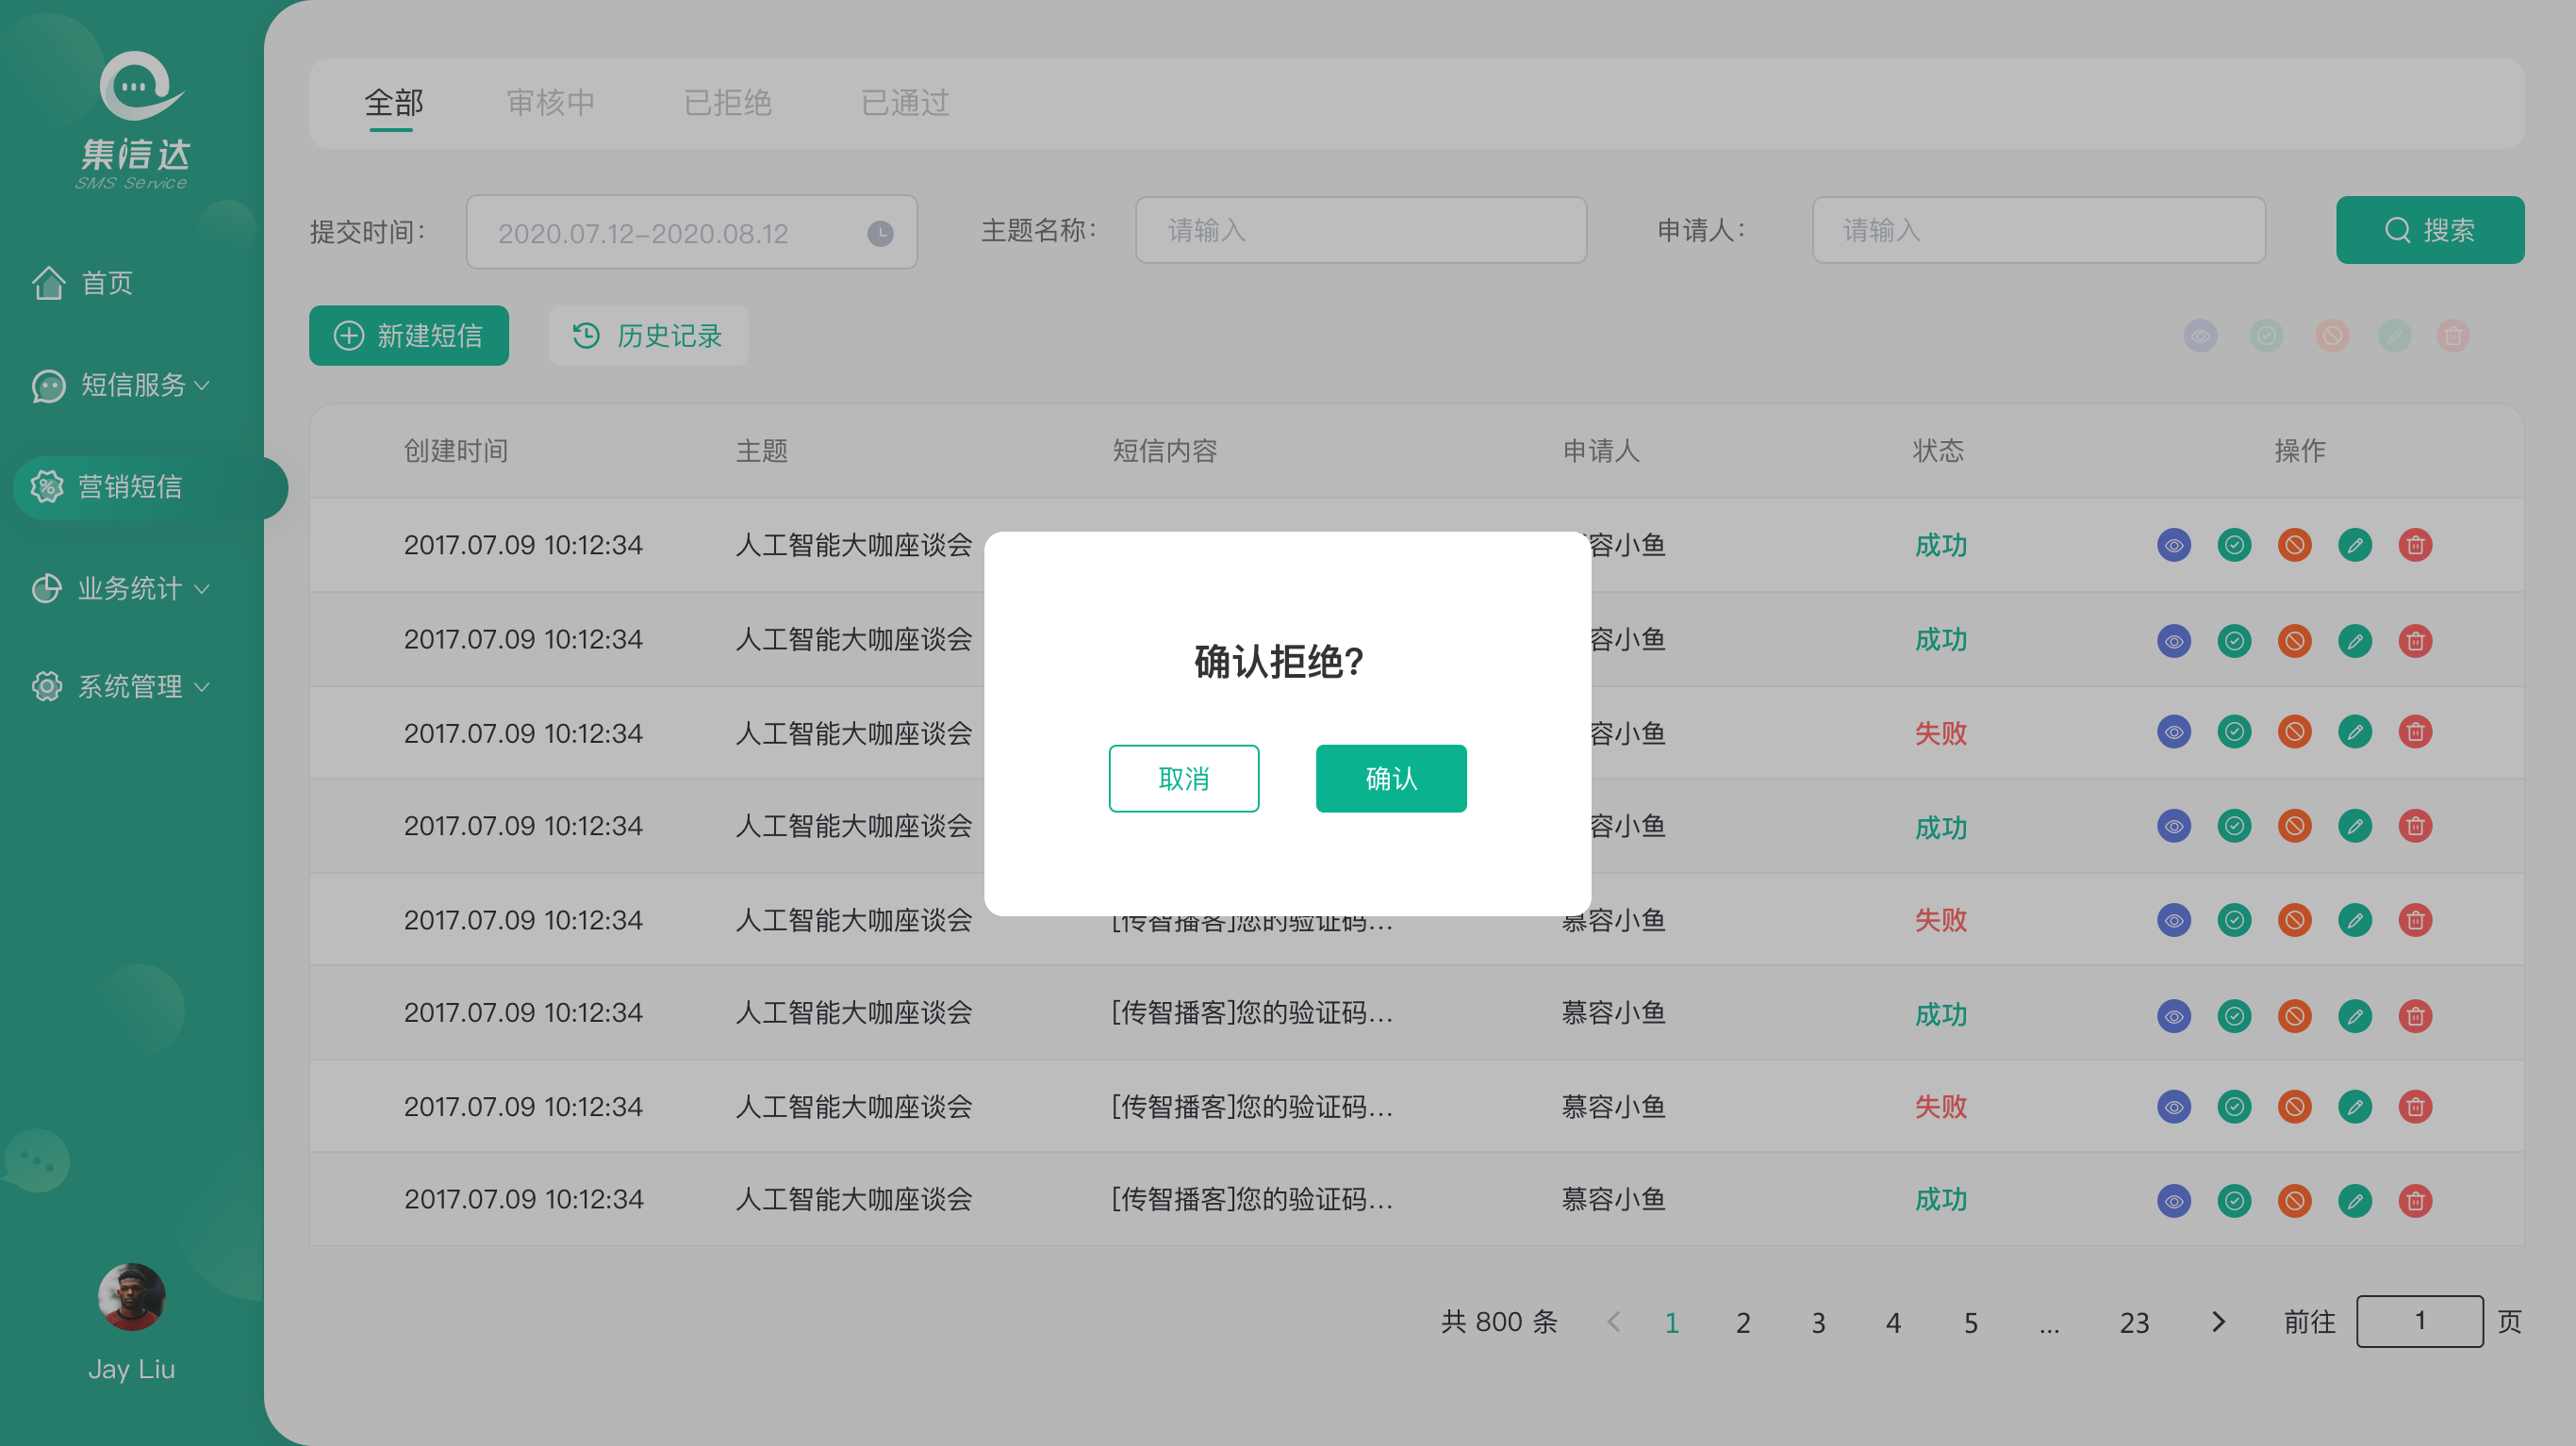 集信达
SMS Service
首页
短信服务
营销短信
业务统计
系统管理
Jay Liu
全部 审核中 已拒绝 已通过
提交时间： 2020.07.12-2020.08.12 主题名称： 请输入 申请人： 请输入 搜索
新建短信 历史记录
创建时间 主题 短信内容 申请人 状态 操作
2017.07.09 10:12:34 人工智能大咖座谈会 容小鱼 成功
2017.07.09 10:12:34 人工智能大咖座谈会 容小鱼 成功
2017.07.09 10:12:34 人工智能大咖座谈会 容小鱼 失败
2017.07.09 10:12:34 人工智能大咖座谈会 容小鱼 成功
2017.07.09 10:12:34 人工智能大咖座谈会 [传智播客]您的验证码... 慕容小鱼 失败
2017.07.09 10:12:34 人工智能大咖座谈会 [传智播客]您的验证码... 慕容小鱼 成功
2017.07.09 10:12:34 人工智能大咖座谈会 [传智播客]您的验证码... 慕容小鱼 失败
2017.07.09 10:12:34 人工智能大咖座谈会 [传智播客]您的验证码... 慕容小鱼 成功
确认拒绝?
取消 确认
共 800 条 1 2 3 4 5 ... 23 前往 1 页